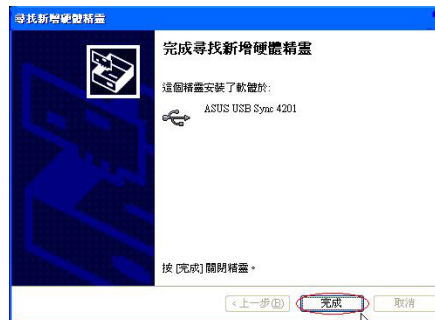 尋找新增硬體精靈
完成尋找新增硬體精靈
這個精靈安裝了軟體於:
ASUS USB Sync 4201
按 [完成] 關閉精靈。
<上一步(B)
完成
取消